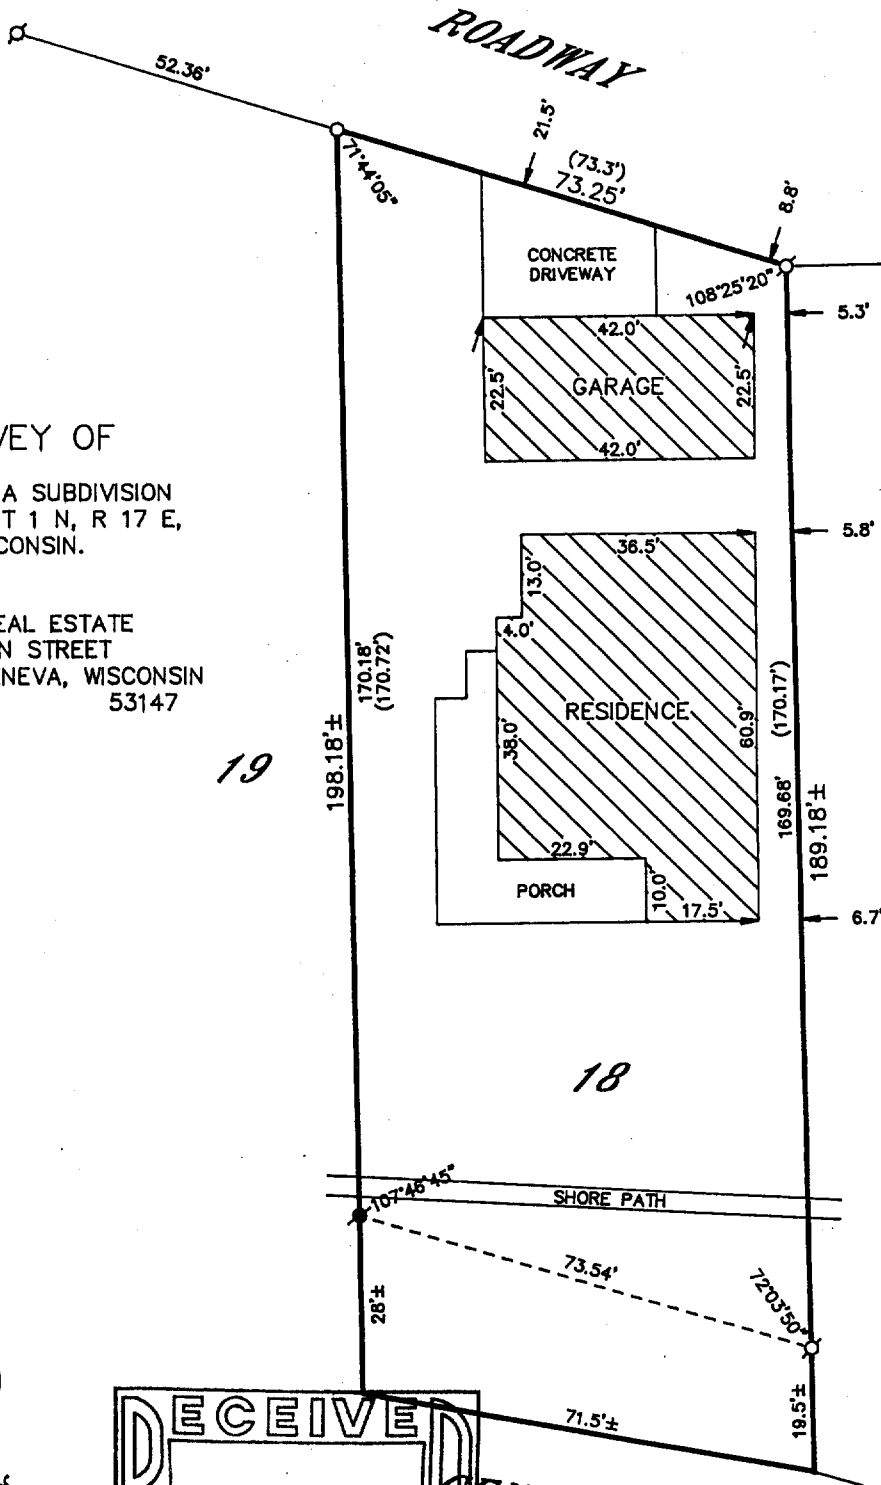 ROADWAY
52.36'
21.5'
(73.3')
73.25'
8.8'
71°44'05"
CONCRETE
DRIVEWAY
108°25'20"
5.3'
42.0'
22.5'
GARAGE
22.5'
42.0'
VEY OF
A SUBDIVISION
T 1 N, R 17 E,
CONSIN.
5.8'
36.5'
13.0'
4.0'
EAL ESTATE
N STREET
NEVA, WISCONSIN
53147
170.18'
(170.72')
198.18'±
19
38.0'
RESIDENCE
60.9'
(170.17')
169.68'
189.18'±
22.9'
PORCH
10.0'
17.5'
6.7'
18
107°46'45"
SHORE PATH
73.54'
72°03'50"
28'±
19.5'±
71.5'±
DECEIVED